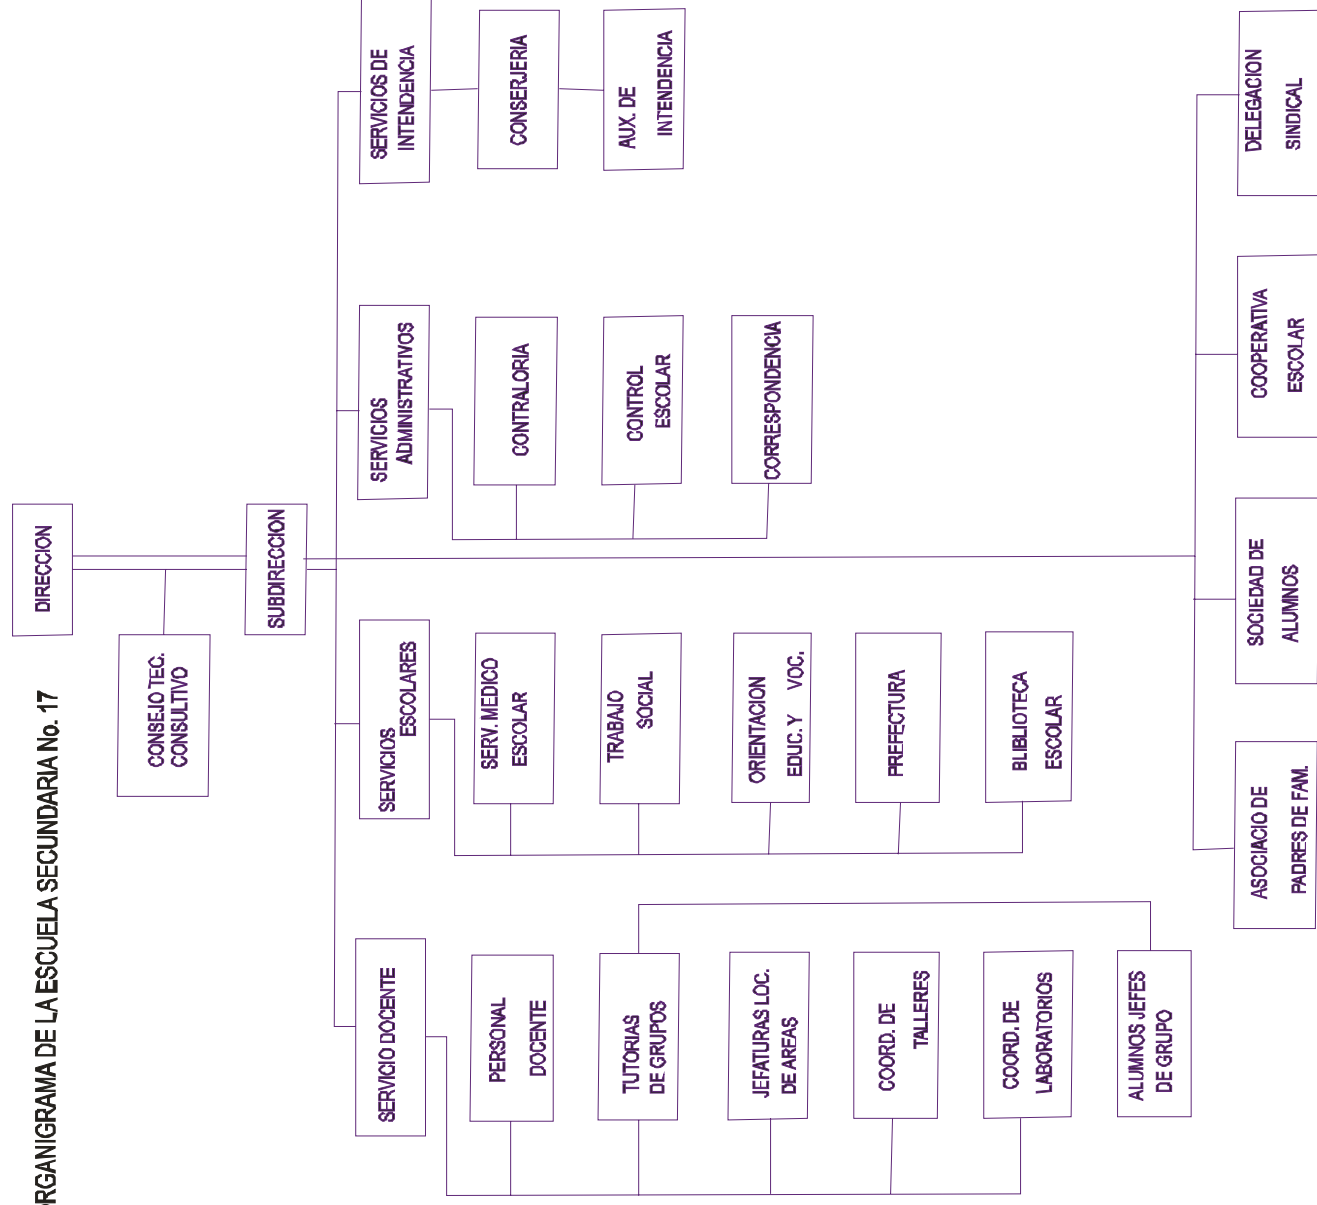 RGANIGRAMA DE LA ESCUELA SECUNDARIA No. 17
DIRECCION
CONSEJO TEC.
CONSULTIVO
SUBDIRECCION
SERVICIO DOCENTE
SERVICIOS
ESCOLARES
SERVICIOS
ADMINISTRATIVOS
SERVICIOS DE
INTENDENCIA
PERSONAL
DOCENTE
TUTORIAS
DE GRUPOS
JEFATURAS LOC.
DE AREAS
COORD. DE
TALLERES
COORD. DE
LABORATORIOS
ALUMNOS JEFES
DE GRUPO
SERV. MEDICO
ESCOLAR
TRABAJO
SOCIAL
ORIENTACION
EDUC. Y VOC.
PREFECTURA
BLIBLIOTECA
ESCOLAR
CONTRALORIA
CONTROL
ESCOLAR
CORRESPONDENCIA
CONSERJERIA
AUX. DE
INTENDENCIA
ASOCIACIO DE
PADRES DE FAM.
SOCIEDAD DE
ALUMNOS
COOPERATIVA
ESCOLAR
DELEGACION
SINDICAL